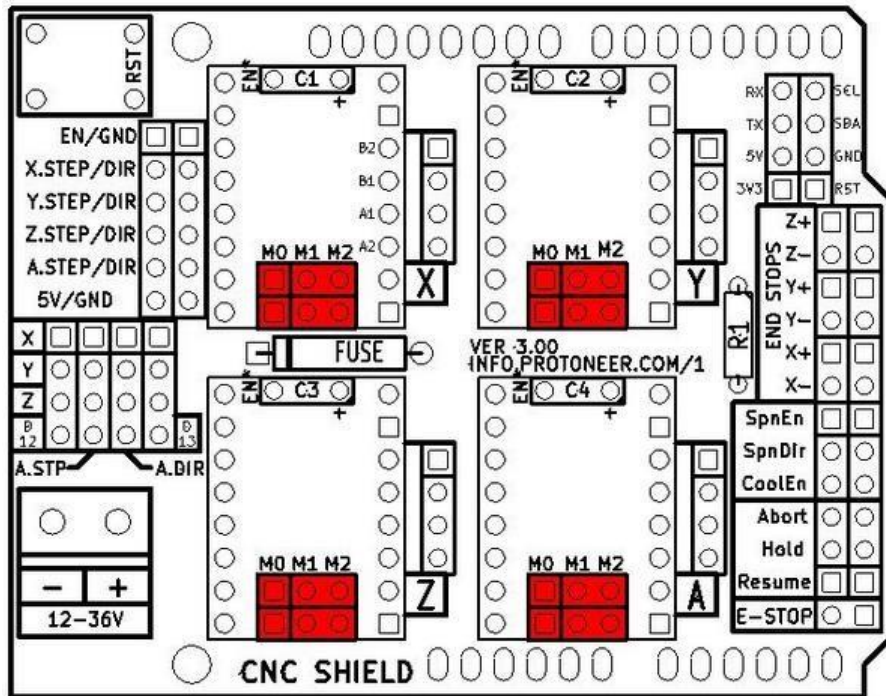 RST
EN* C1 +
EN* C2 +
RX SCL
TX SDA
5V GND
3V3 RST
EN/GND
X.STEP/DIR
Y.STEP/DIR
Z.STEP/DIR
A.STEP/DIR
5V/GND
B2
B1
A1
A2
M0 M1 M2
X
M0 M1 M2
Y
END STOPS
Z+
Z-
Y+
Y-
X+
X-
R1
FUSE
VER 3.00
INFO.PROTONEER.COM/1
X
Y
Z
D 12
D 13
A.STP
A.DIR
EN* C3 +
EN* C4 +
SpnEn
SpnDir
CoolEn
Abort
Hold
Resume
E-STOP
M0 M1 M2
Z
M0 M1 M2
A
- +
12-36V
CNC SHIELD